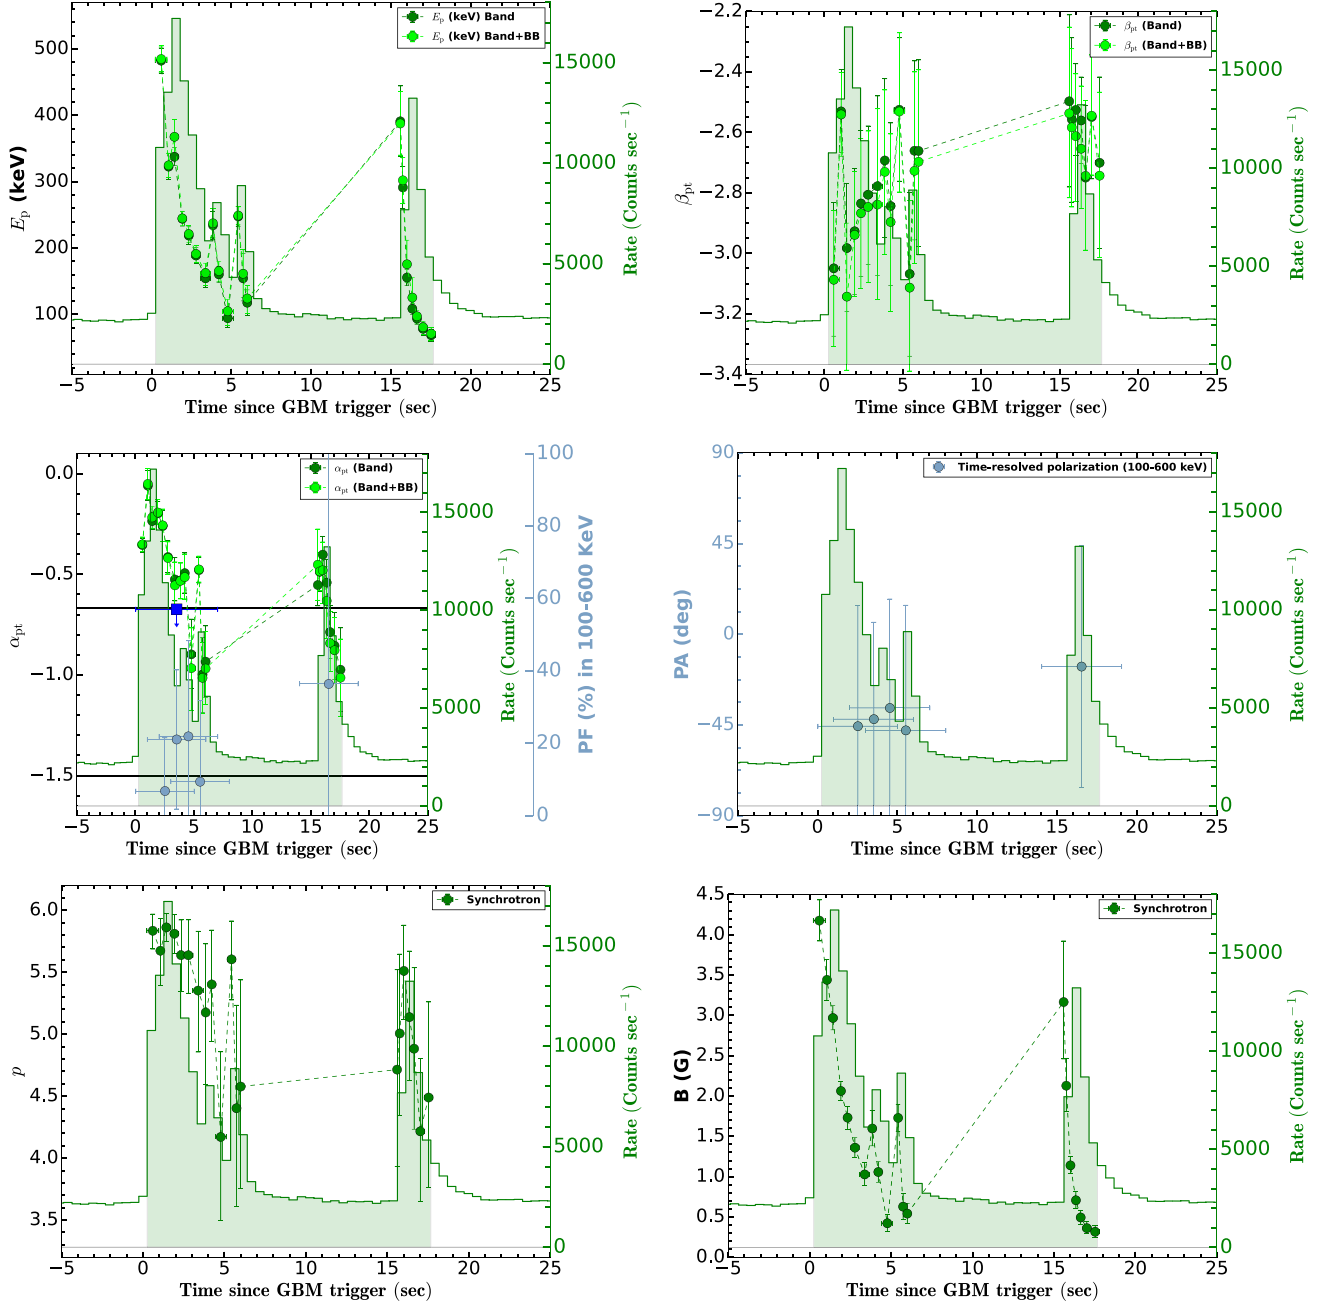 E_p (keV) Band
E_p (keV) Band+BB
500
400
300
200
100
E_p (keV)
15000
10000
5000
0
Rate (Counts sec^−1)
−5 0 5 10 15 20 25
Time since GBM trigger (sec)
β_pt (Band)
β_pt (Band+BB)
−2.2
−2.4
−2.6
−2.8
−3.0
−3.2
−3.4
β_pt
15000
10000
5000
0
Rate (Counts sec^−1)
−5 0 5 10 15 20 25
Time since GBM trigger (sec)
α_pt (Band)
α_pt (Band+BB)
0.0
−0.5
−1.0
−1.5
α_pt
15000
10000
5000
0
Rate (Counts sec^−1)
100
80
60
40
20
0
PF (%) in 100-600 KeV
−5 0 5 10 15 20 25
Time since GBM trigger (sec)
Time-resolved polarization (100-600 keV)
90
45
0
−45
−90
PA (deg)
15000
10000
5000
0
Rate (Counts sec^−1)
−5 0 5 10 15 20 25
Time since GBM trigger (sec)
Synchrotron
6.0
5.5
5.0
4.5
4.0
3.5
p
15000
10000
5000
0
Rate (Counts sec^−1)
−5 0 5 10 15 20 25
Time since GBM trigger (sec)
Synchrotron
4.5
4.0
3.5
3.0
2.5
2.0
1.5
1.0
0.5
0.0
B (G)
15000
10000
5000
0
Rate (Counts sec^−1)
−5 0 5 10 15 20 25
Time since GBM trigger (sec)